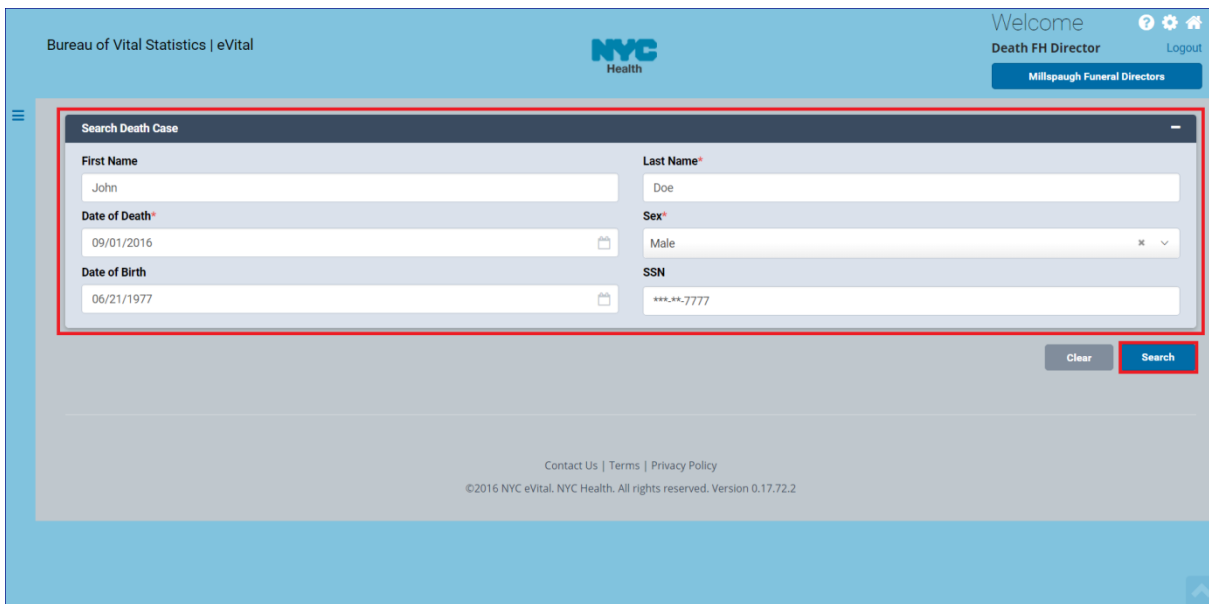 Welcome
Bureau of Vital Statistics | eVital
NYC
Health
Death FH Director
Logout
Millspaugh Funeral Directors
Search Death Case
First Name
Last Name*
John
Doe
Date of Death*
Sex*
09/01/2016
Male
Date of Birth
SSN
06/21/1977
***-**-7777
Clear
Search
Contact Us | Terms | Privacy Policy
©2016 NYC eVital. NYC Health. All rights reserved. Version 0.17.72.2